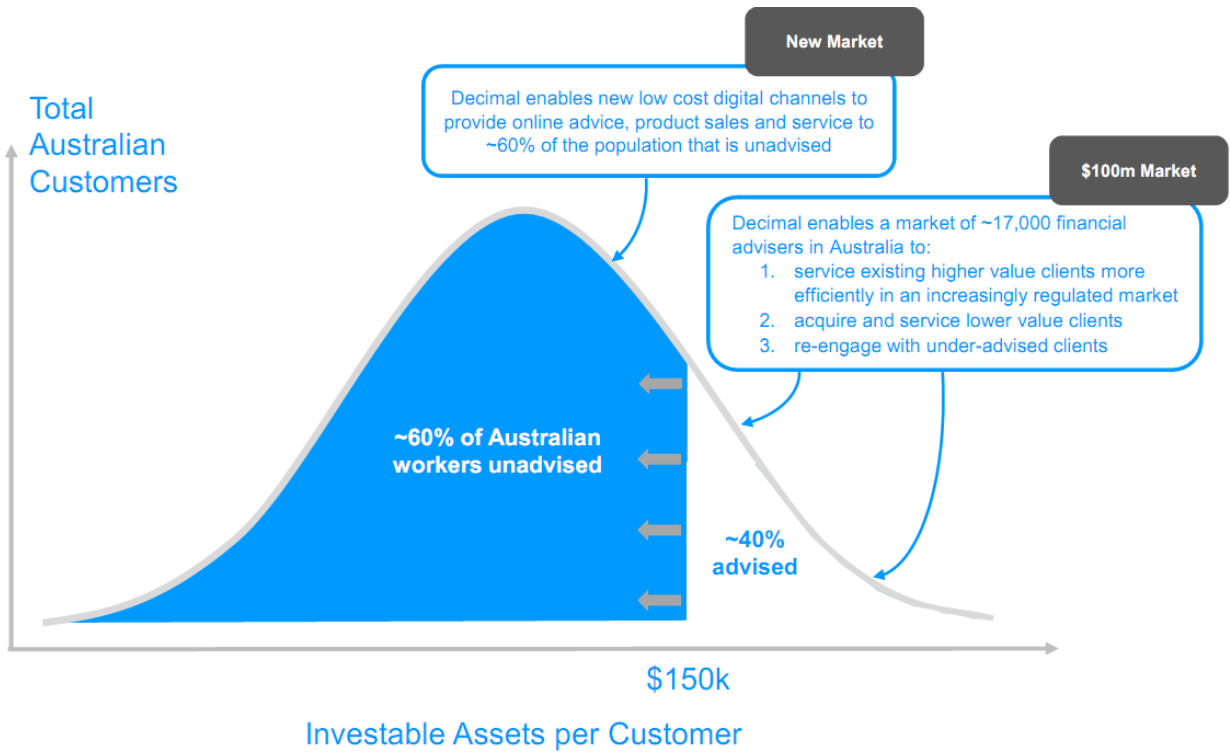 New Market
Decimal enables new low cost digital channels to
provide online advice, product sales and service to
~60% of the population that is unadvised
Total
Australian
Customers
$100m Market
Decimal enables a market of ~17,000 financial
advisers in Australia to:
1. service existing higher value clients more
efficiently in an increasingly regulated market
2. acquire and service lower value clients
3. re-engage with under-advised clients
~60% of Australian
workers unadvised
~40%
advised
$150k
Investable Assets per Customer